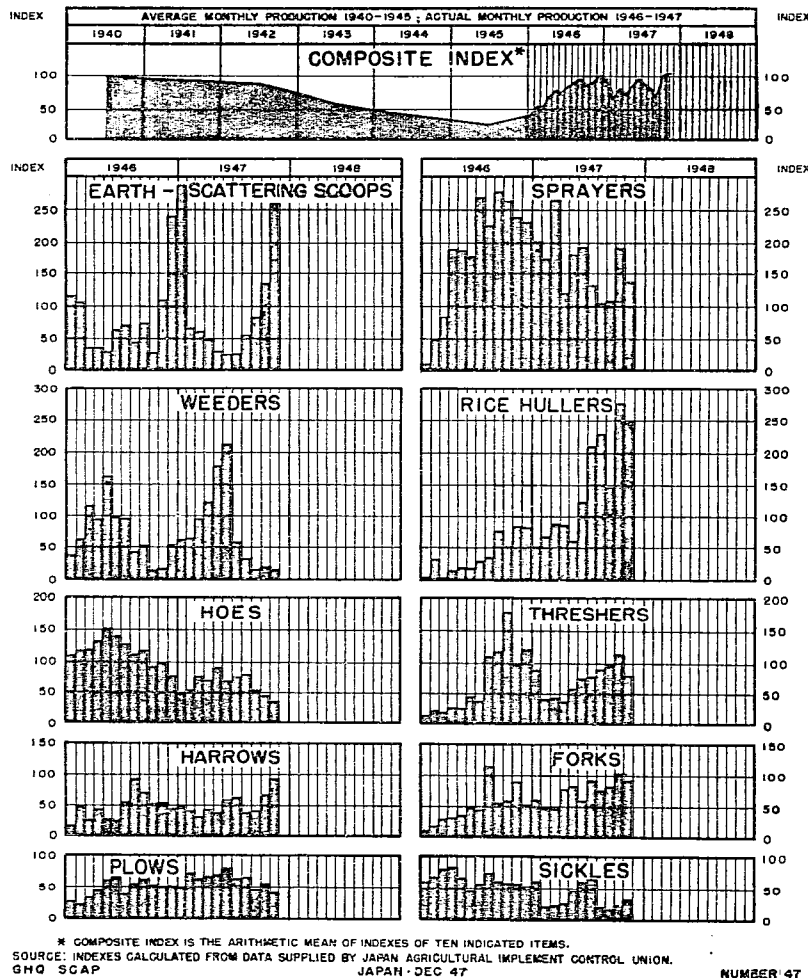 INDEX AVERAGE MONTHLY PRODUCTION 1940-1945 ; ACTUAL MONTHLY PRODUCTION 1946-1947 INDEX
1940 1941 1942 1943 1944 1945 1946 1947 1948
COMPOSITE INDEX*
100 100
50 50
0 0
INDEX 1946 1947 1948 1946 1947 1948 INDEX
EARTH-SCATTERING SCOOPS SPRAYERS
250 250
200 200
150 150
100 100
50 50
0 0
300 300
WEEDERS RICE HULLERS
250 250
200 200
150 150
100 100
50 50
0 0
200 200
HOES THRESHERS
150 150
100 100
50 50
0 0
150 150
HARROWS FORKS
100 100
50 50
0 0
100 100
PLOWS SICKLES
50 50
0 0
* COMPOSITE INDEX IS THE ARITHMETIC MEAN OF INDEXES OF TEN INDICATED ITEMS.
SOURCE: INDEXES CALCULATED FROM DATA SUPPLIED BY JAPAN AGRICULTURAL IMPLEMENT CONTROL UNION.
GHQ SCAP JAPAN-DEC 47 NUMBER 47